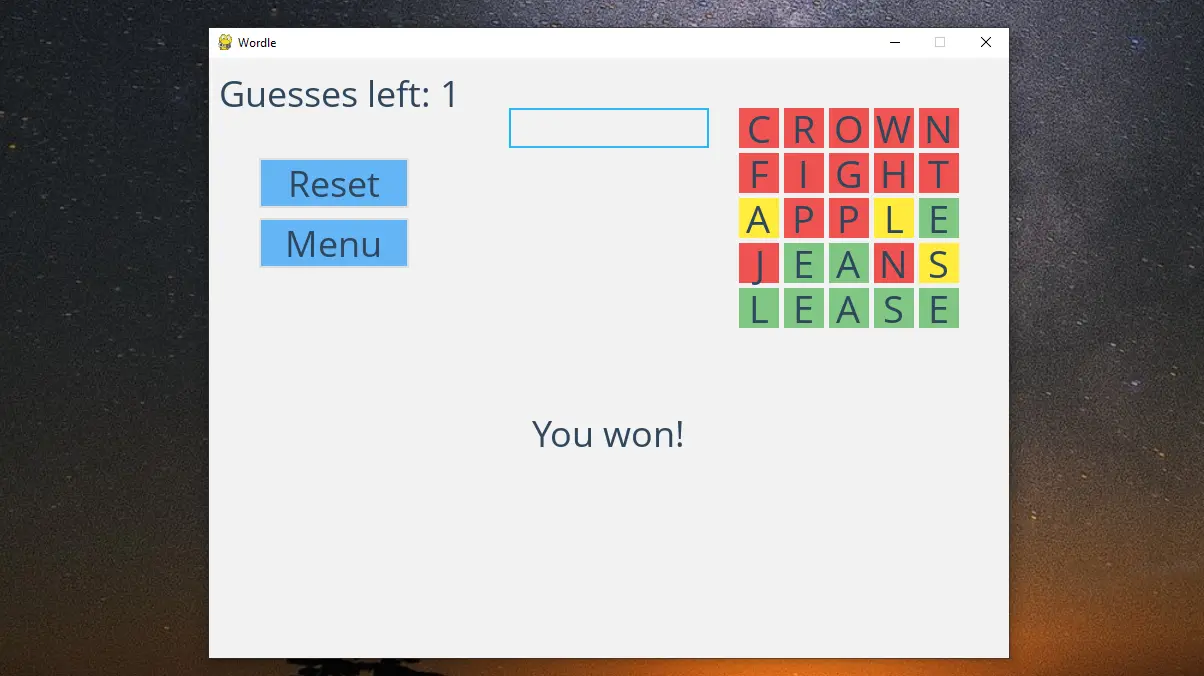 Wordle
Guesses left: 1
Reset
Menu
CROWN
FIGHT
APPLE
JEANS
LEASE
You won!